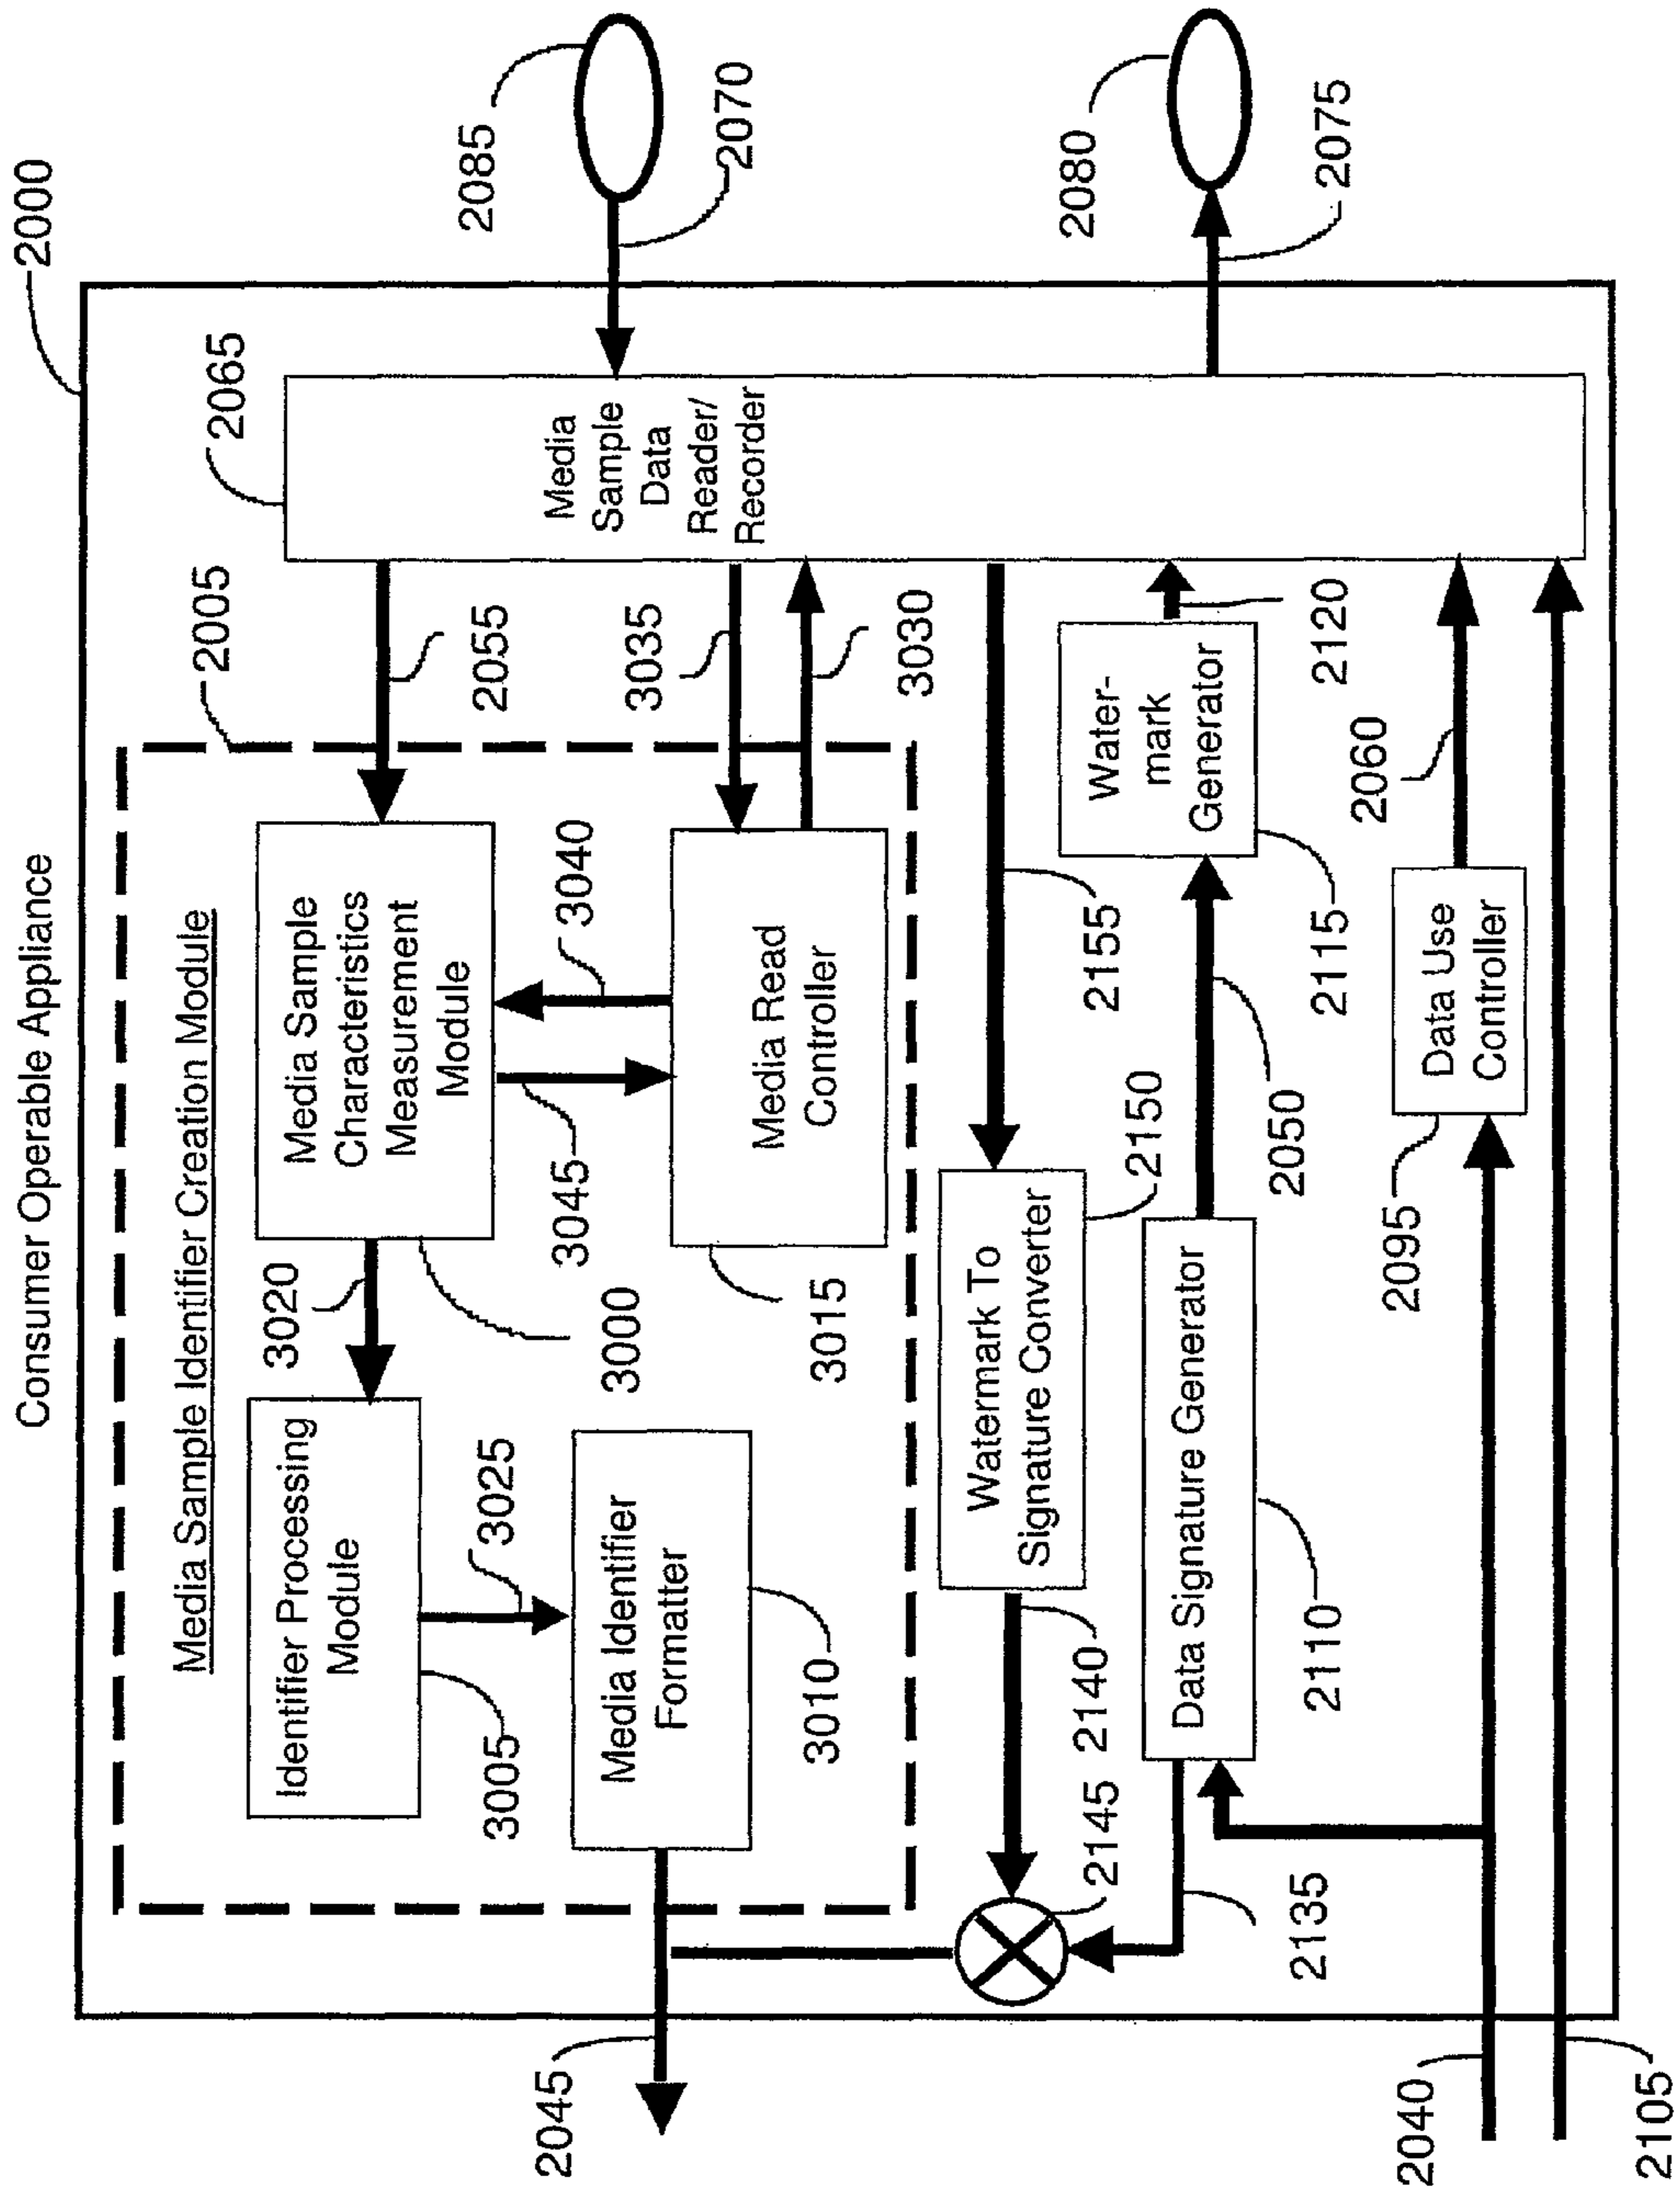 Consumer Operable Appliance
2000
Media Sample Identifier Creation Module
2005
2065
2085
2070
Identifier Processing
Module
3005
3020
Media Sample
Characteristics
Measurement
Module
3000
2055
3025
3045
3040
3035
3030
Media
Sample
Data
Reader/
Recorder
Media Identifier
Formatter
3010
Media Read
Controller
3015
2045
2145
2140
Watermark To
Signature Converter
2150
2155
2080
2075
2135
Data Signature Generator
2110
2050
Water-
mark
Generator
2115
2120
2095
Data Use
Controller
2060
2040
2105